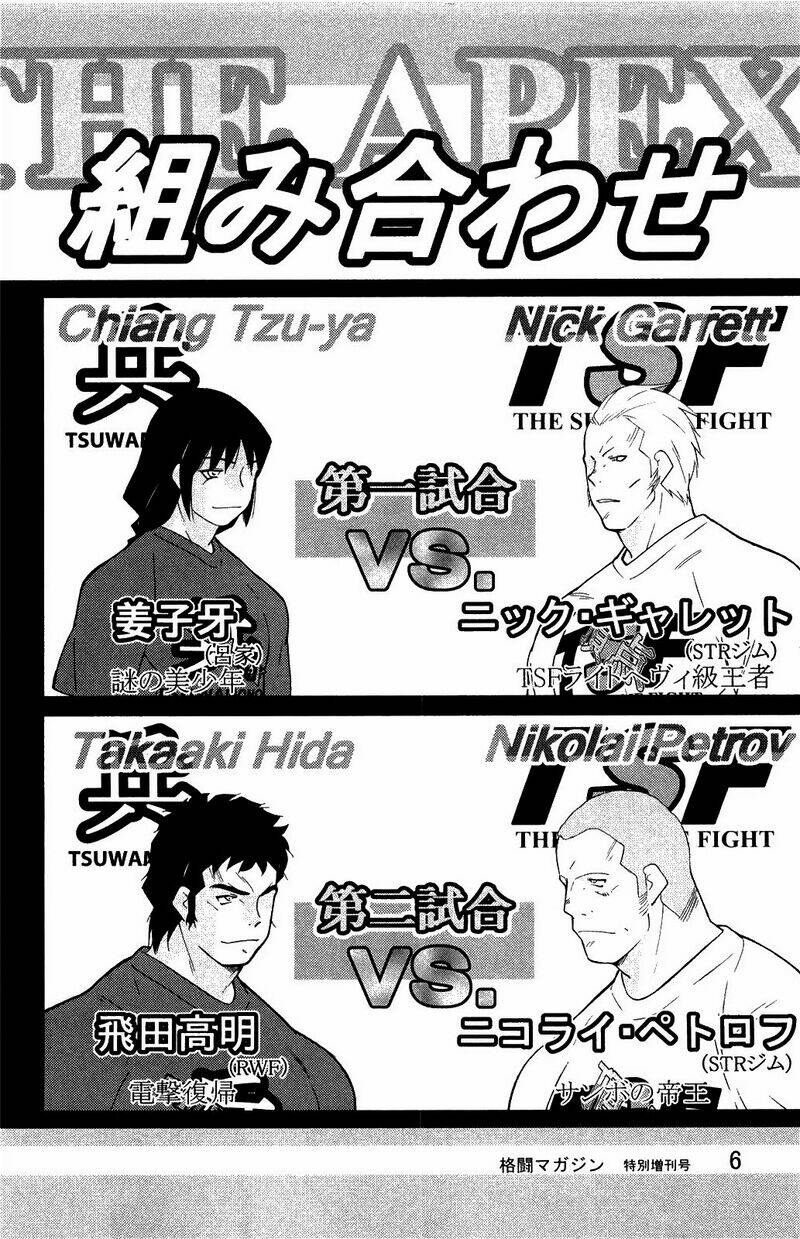 THE APEX
組み合わせ
Chiang Tzu-ya
Nick Garrett
兵
TSF
TSUWAN
THE S FIGHT
第一試合
VS.
姜子牙
(呂家)
謎の美少年
ニック・ギャレット
(STRジム)
TSFライトヘヴィ級王者
Takaaki Hida
Nikolai Petrov
兵
TSF
TSUWAN
THE FIGHT
第二試合
VS.
飛田高明
(RWF)
電撃復帰
ニコライ・ペトロフ
(STRジム)
サンボの帝王
格闘マガジン 特別増刊号 6